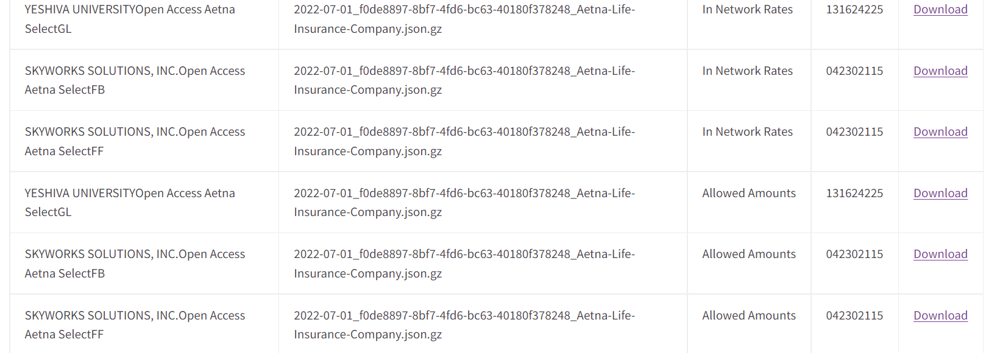 YESHIVA UNIVERSITYOpen Access Aetna
SelectGL
2022-07-01_f0de8897-8bf7-4fd6-bc63-40180f378248_Aetna-Life-
Insurance-Company.json.gz
In Network Rates
131624225
Download
SKYWORKS SOLUTIONS, INC.Open Access
Aetna SelectFB
2022-07-01_f0de8897-8bf7-4fd6-bc63-40180f378248_Aetna-Life-
Insurance-Company.json.gz
In Network Rates
042302115
Download
SKYWORKS SOLUTIONS, INC.Open Access
Aetna SelectFF
2022-07-01_f0de8897-8bf7-4fd6-bc63-40180f378248_Aetna-Life-
Insurance-Company.json.gz
In Network Rates
042302115
Download
YESHIVA UNIVERSITYOpen Access Aetna
SelectGL
2022-07-01_f0de8897-8bf7-4fd6-bc63-40180f378248_Aetna-Life-
Insurance-Company.json.gz
Allowed Amounts
131624225
Download
SKYWORKS SOLUTIONS, INC.Open Access
Aetna SelectFB
2022-07-01_f0de8897-8bf7-4fd6-bc63-40180f378248_Aetna-Life-
Insurance-Company.json.gz
Allowed Amounts
042302115
Download
SKYWORKS SOLUTIONS, INC.Open Access
Aetna SelectFF
2022-07-01_f0de8897-8bf7-4fd6-bc63-40180f378248_Aetna-Life-
Insurance-Company.json.gz
Allowed Amounts
042302115
Download